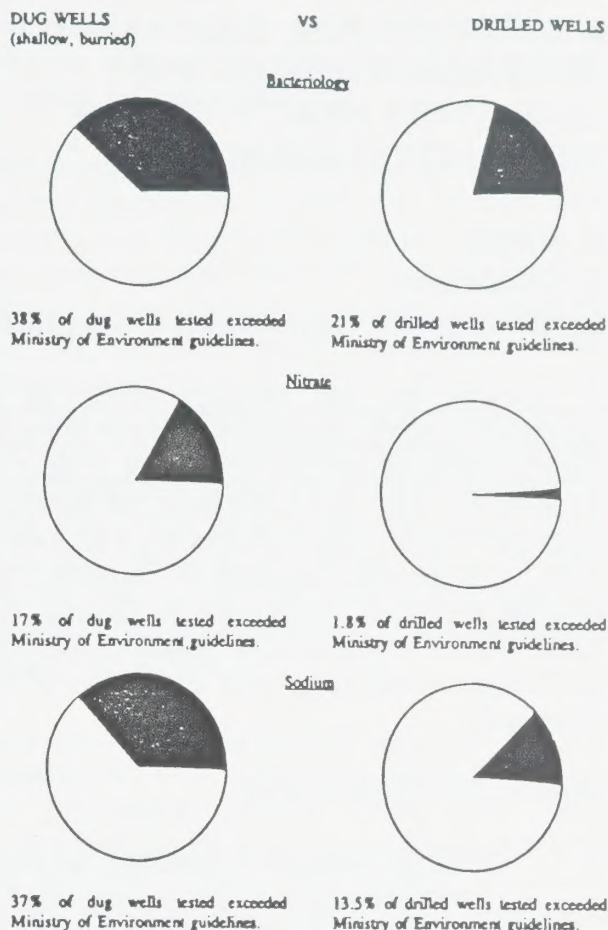 DUG WELLS VS DRILLED WELLS
(shallow, burried)
Bacteriology
38% of dug wells tested exceeded
Ministry of Environment guidelines.
21% of drilled wells tested exceeded
Ministry of Environment guidelines.
Nitrate
17% of dug wells tested exceeded
Ministry of Environment guidelines.
1.8% of drilled wells tested exceeded
Ministry of Environment guidelines.
Sodium
37% of dug wells tested exceeded
Ministry of Environment guidelines.
13.5% of drilled wells tested exceeded
Ministry of Environment guidelines.